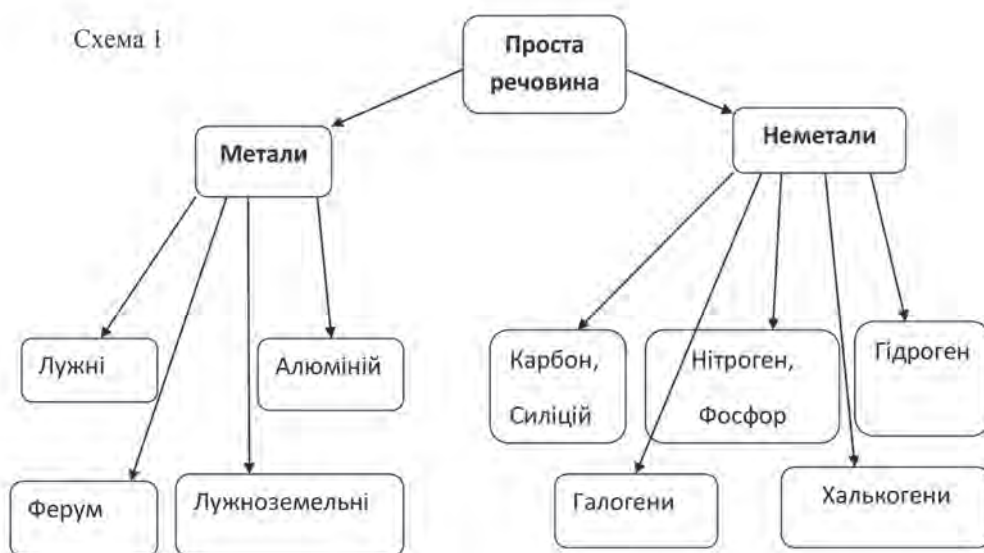 Схема 1
Проста
речовина
Метали
Неметали
Лужні
Алюміній
Карбон,
Силіцій
Нітроген,
Фосфор
Гідроген
Ферум
Лужноземельні
Галогени
Халькогени